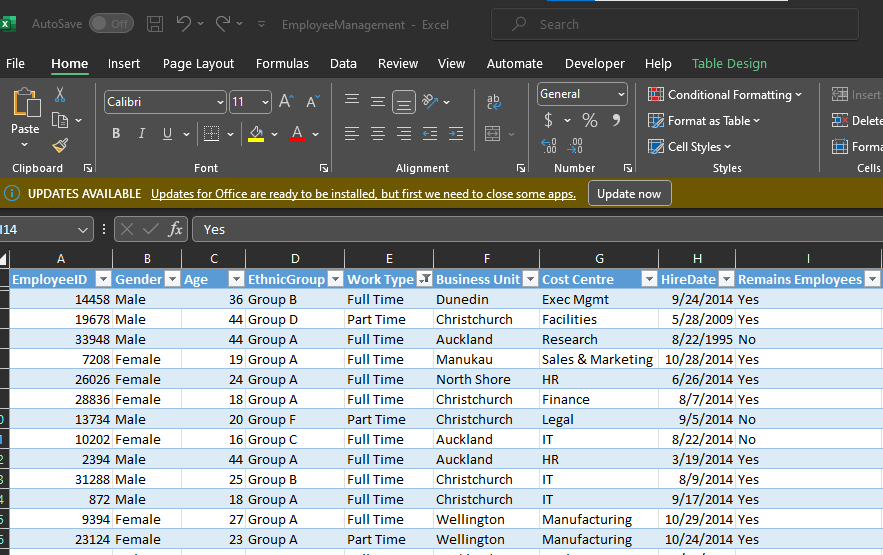 AutoSave Off EmployeeManagement - Excel Search
File Home Insert Page Layout Formulas Data Review View Automate Developer Help Table Design
Calibri 11 A A ab General Conditional Formatting Insert
Paste B I U A $ % Format as Table Delete
Cell Styles
Clipboard Font Alignment Number Styles Cells
UPDATES AVAILABLE Updates for Office are ready to be installed, but first we need to close some apps. Update now
I14 fx Yes
A B C D E F G H I
EmployeeID Gender Age EthnicGroup Work Type Business Unit Cost Centre HireDate Remains Employees
14458 Male 36 Group B Full Time Dunedin Exec Mgmt 9/24/2014 Yes
19678 Male 44 Group D Part Time Christchurch Facilities 5/28/2009 Yes
33948 Male 44 Group A Full Time Auckland Research 8/22/1995 No
7208 Female 19 Group A Full Time Manukau Sales & Marketing 10/28/2014 Yes
26026 Female 24 Group A Full Time North Shore HR 6/26/2014 Yes
28836 Female 18 Group A Full Time Christchurch Finance 8/7/2014 Yes
13734 Male 20 Group F Part Time Christchurch Legal 9/5/2014 No
10202 Female 16 Group C Full Time Auckland IT 8/22/2014 No
2394 Male 44 Group A Full Time Auckland HR 3/19/2014 Yes
31288 Male 25 Group B Full Time Christchurch IT 8/9/2014 Yes
872 Male 18 Group A Full Time Christchurch IT 9/17/2014 Yes
9394 Female 27 Group A Full Time Wellington Manufacturing 10/29/2014 Yes
23124 Female 23 Group A Part Time Wellington Manufacturing 10/24/2014 Yes